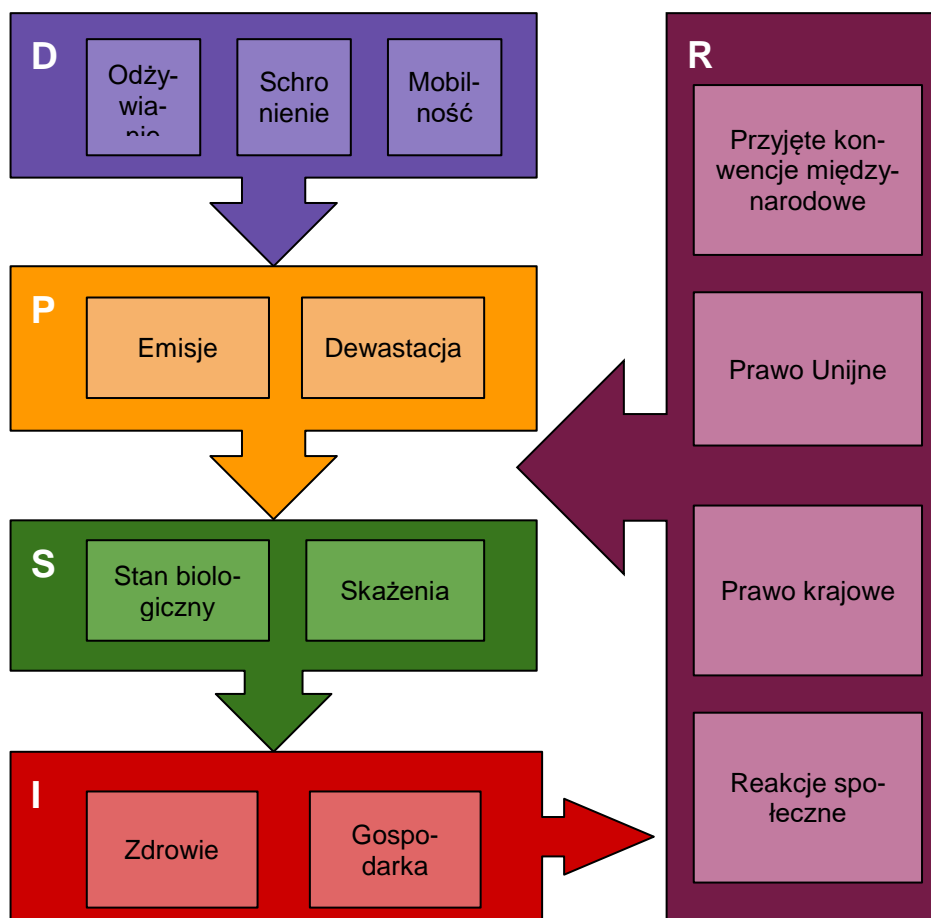 D
Odży-
wia-
nie
Schro
nienie
Mobil-
ność
P
Emisje
Dewastacja
S
Stan biolo-
giczny
Skażenia
I
Zdrowie
Gospo-
darka
R
Przyjęte kon-
wencje między-
narodowe
Prawo Unijne
Prawo krajowe
Reakcje spo-
łeczne